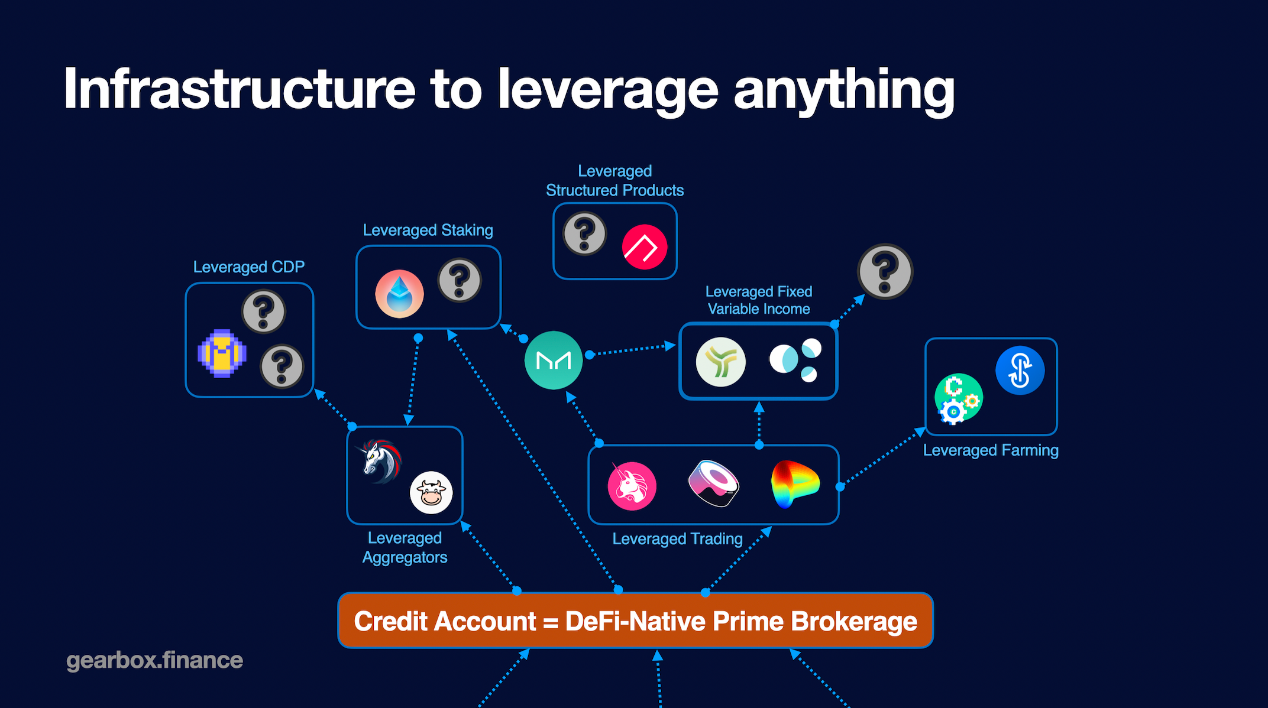 Infrastructure to leverage anything
Leveraged
Structured Products
Leveraged Staking
Leveraged CDP
Leveraged Fixed
Variable Income
Leveraged Farming
Leveraged
Aggregators
Leveraged Trading
Credit Account = DeFi-Native Prime Brokerage
gearbox.finance